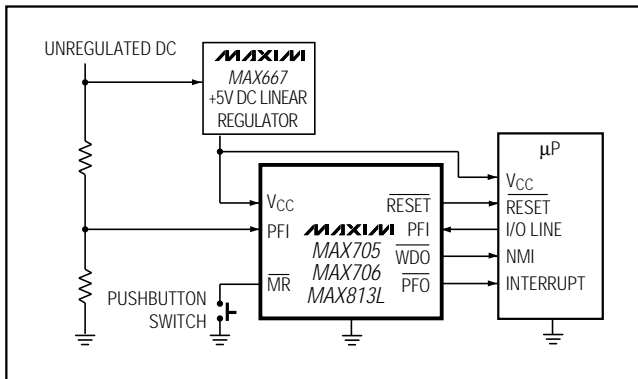 UNREGULATED DC
MAXIM
MAX667
+5V DC LINEAR
REGULATOR
μP
VCC
RESET
I/O LINE
NMI
INTERRUPT
VCC
PFI
MR
MAXIM
MAX705
MAX706
MAX813L
RESET
PFI
WDO
PFO
PUSHBUTTON
SWITCH